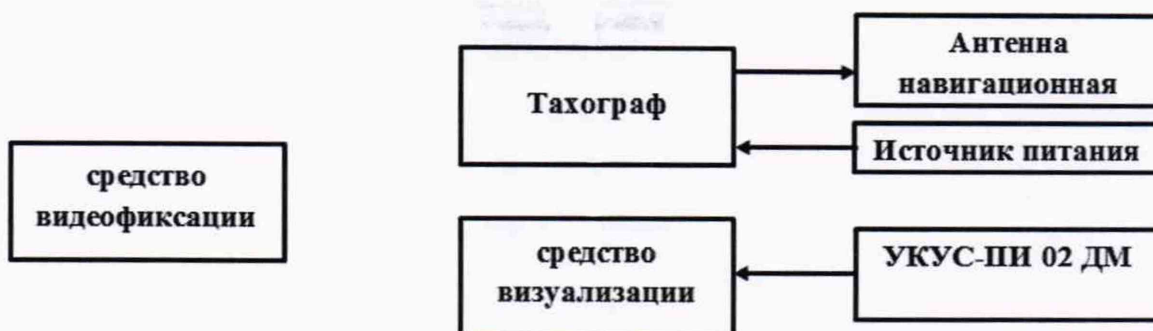 Антенна
навигационная
Тахограф
Источник питания
средство
видеофиксации
средство
визуализации
УКУС-ПИ 02 ДМ